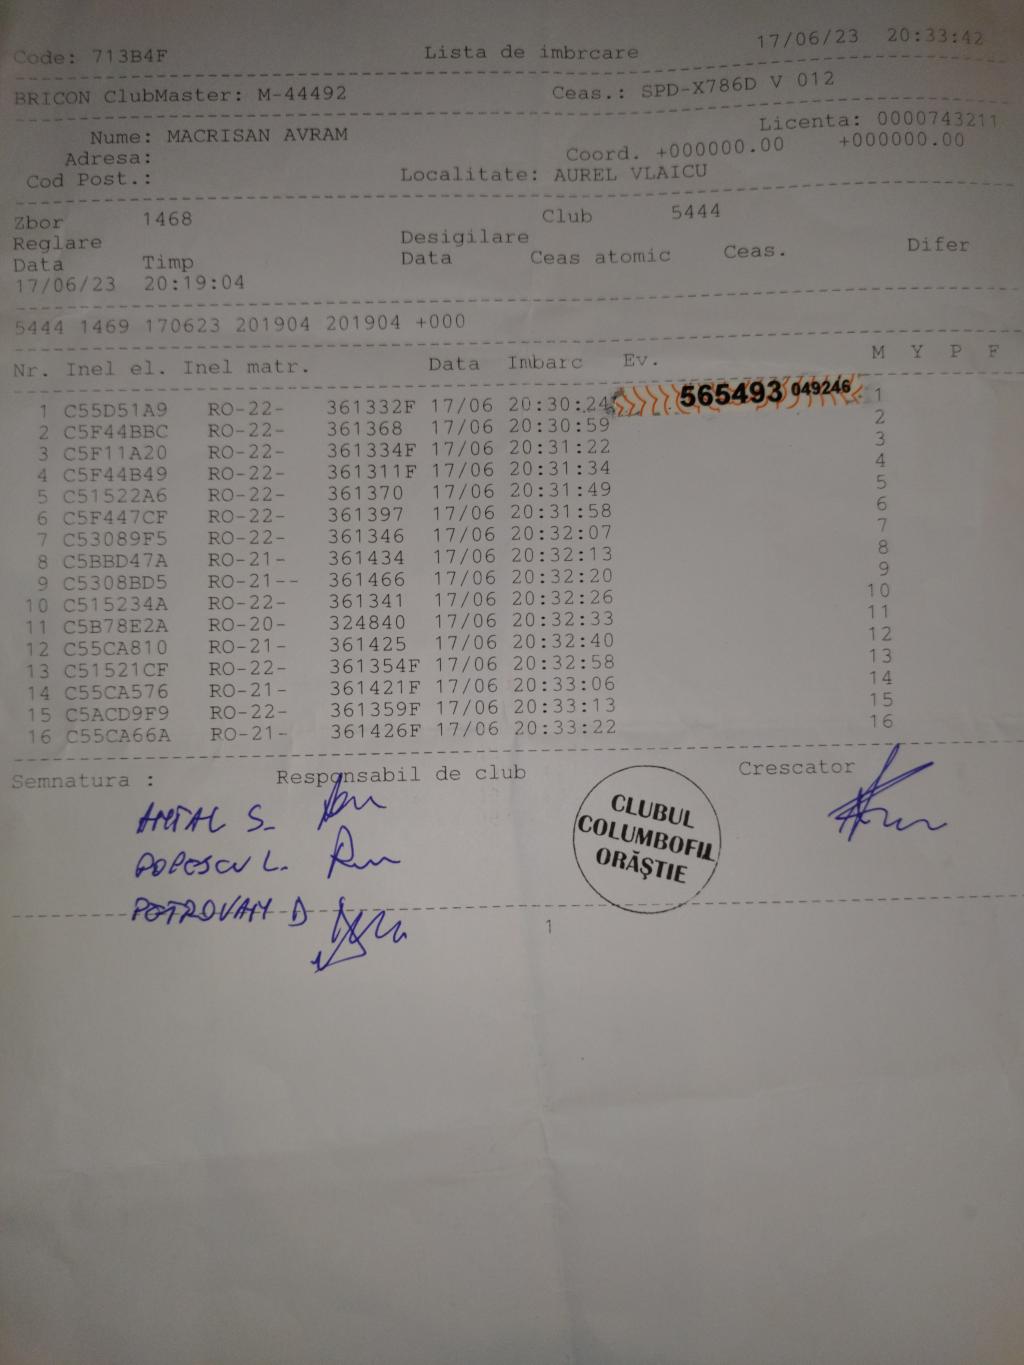 Code: 713B4F Lista de imbrcare 17/06/23 20:33:42
BRICON ClubMaster: M-44492 Ceas.: SPD-X786D V 012
Nume: MACRISAN AVRAM Licenta: 0000743211
Adresa: Coord. +000000.00 +000000.00
Cod Post.: Localitate: AUREL VLAICU
Zbor 1468 Club 5444
Reglare Desigilare
Data Timp Data Ceas atomic Ceas. Difer
17/06/23 20:19:04
5444 1469 170623 201904 201904 +000
Nr. Inel el. Inel matr. Data Imbarc Ev. M Y P F
565493 049246
1 C55D51A9 RO-22- 361332F 17/06 20:30:24 1
2 C5F44BBC RO-22- 361368 17/06 20:30:59 2
3 C5F11A20 RO-22- 361334F 17/06 20:31:22 3
4 C5F44B49 RO-22- 361311F 17/06 20:31:34 4
5 C51522A6 RO-22- 361370 17/06 20:31:49 5
6 C5F447CF RO-22- 361397 17/06 20:31:58 6
7 C53089F5 RO-22- 361346 17/06 20:32:07 7
8 C5BBD47A RO-21- 361434 17/06 20:32:13 8
9 C5308BD5 RO-21-- 361466 17/06 20:32:20 9
10 C515234A RO-22- 361341 17/06 20:32:26 10
11 C5B78E2A RO-20- 324840 17/06 20:32:33 11
12 C55CA810 RO-21- 361425 17/06 20:32:40 12
13 C51521CF RO-22- 361354F 17/06 20:32:58 13
14 C55CA576 RO-21- 361421F 17/06 20:33:06 14
15 C5ACD9F9 RO-22- 361359F 17/06 20:33:13 15
16 C55CA66A RO-21- 361426F 17/06 20:33:22 16
Semnatura : Responsabil de club Crescator
ANTAL S.
POPESCU L.
PETROVAN D
CLUBUL
COLUMBOFIL
ORĂŞTIE
1